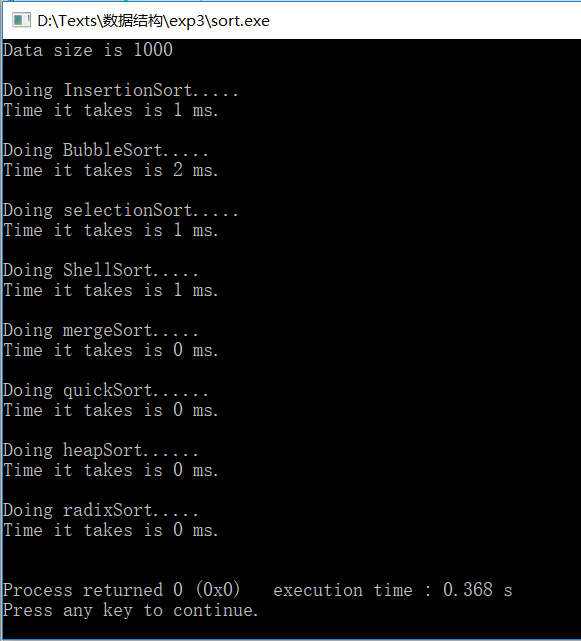 D:\Texts\数据结构\exp3\sort.exe
Data size is 1000
Doing InsertionSort.....
Time it takes is 1 ms.
Doing BubbleSort.....
Time it takes is 2 ms.
Doing selectionSort.....
Time it takes is 1 ms.
Doing ShellSort.....
Time it takes is 1 ms.
Doing mergeSort.....
Time it takes is 0 ms.
Doing quickSort......
Time it takes is 0 ms.
Doing heapSort......
Time it takes is 0 ms.
Doing radixSort.....
Time it takes is 0 ms.
Process returned 0 (0x0)   execution time : 0.368 s
Press any key to continue.